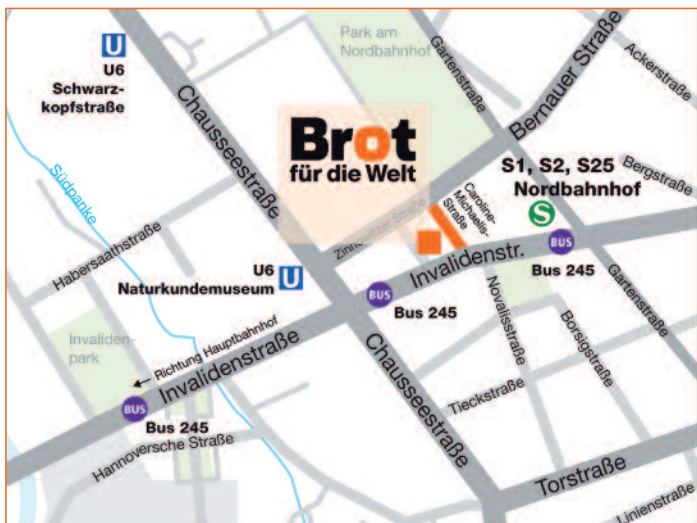 U
U6
Schwarz-
kopfstraße
Park am
Nordbahnhof
Gartenstraße
Ackerstraße
Bernauer Straße
Chausseestraße
Brot
für die Welt
S1, S2, S25
Nordbahnhof
S
Bergstraße
Südpanke
Caroline-
Michaelis-
Straße
Zinnowitzer Straße
Habersaathstraße
U6
Naturkundemuseum
U
Invalidenstr.
BUS
Bus 245
BUS
Bus 245
Gartenstraße
Novalisstraße
Borsigstraße
Invaliden-
park
Richtung Hauptbahnhof
Invalidenstraße
Chausseestraße
Tieckstraße
BUS
Bus 245
Hannoversche Straße
Torstraße
Linienstraße